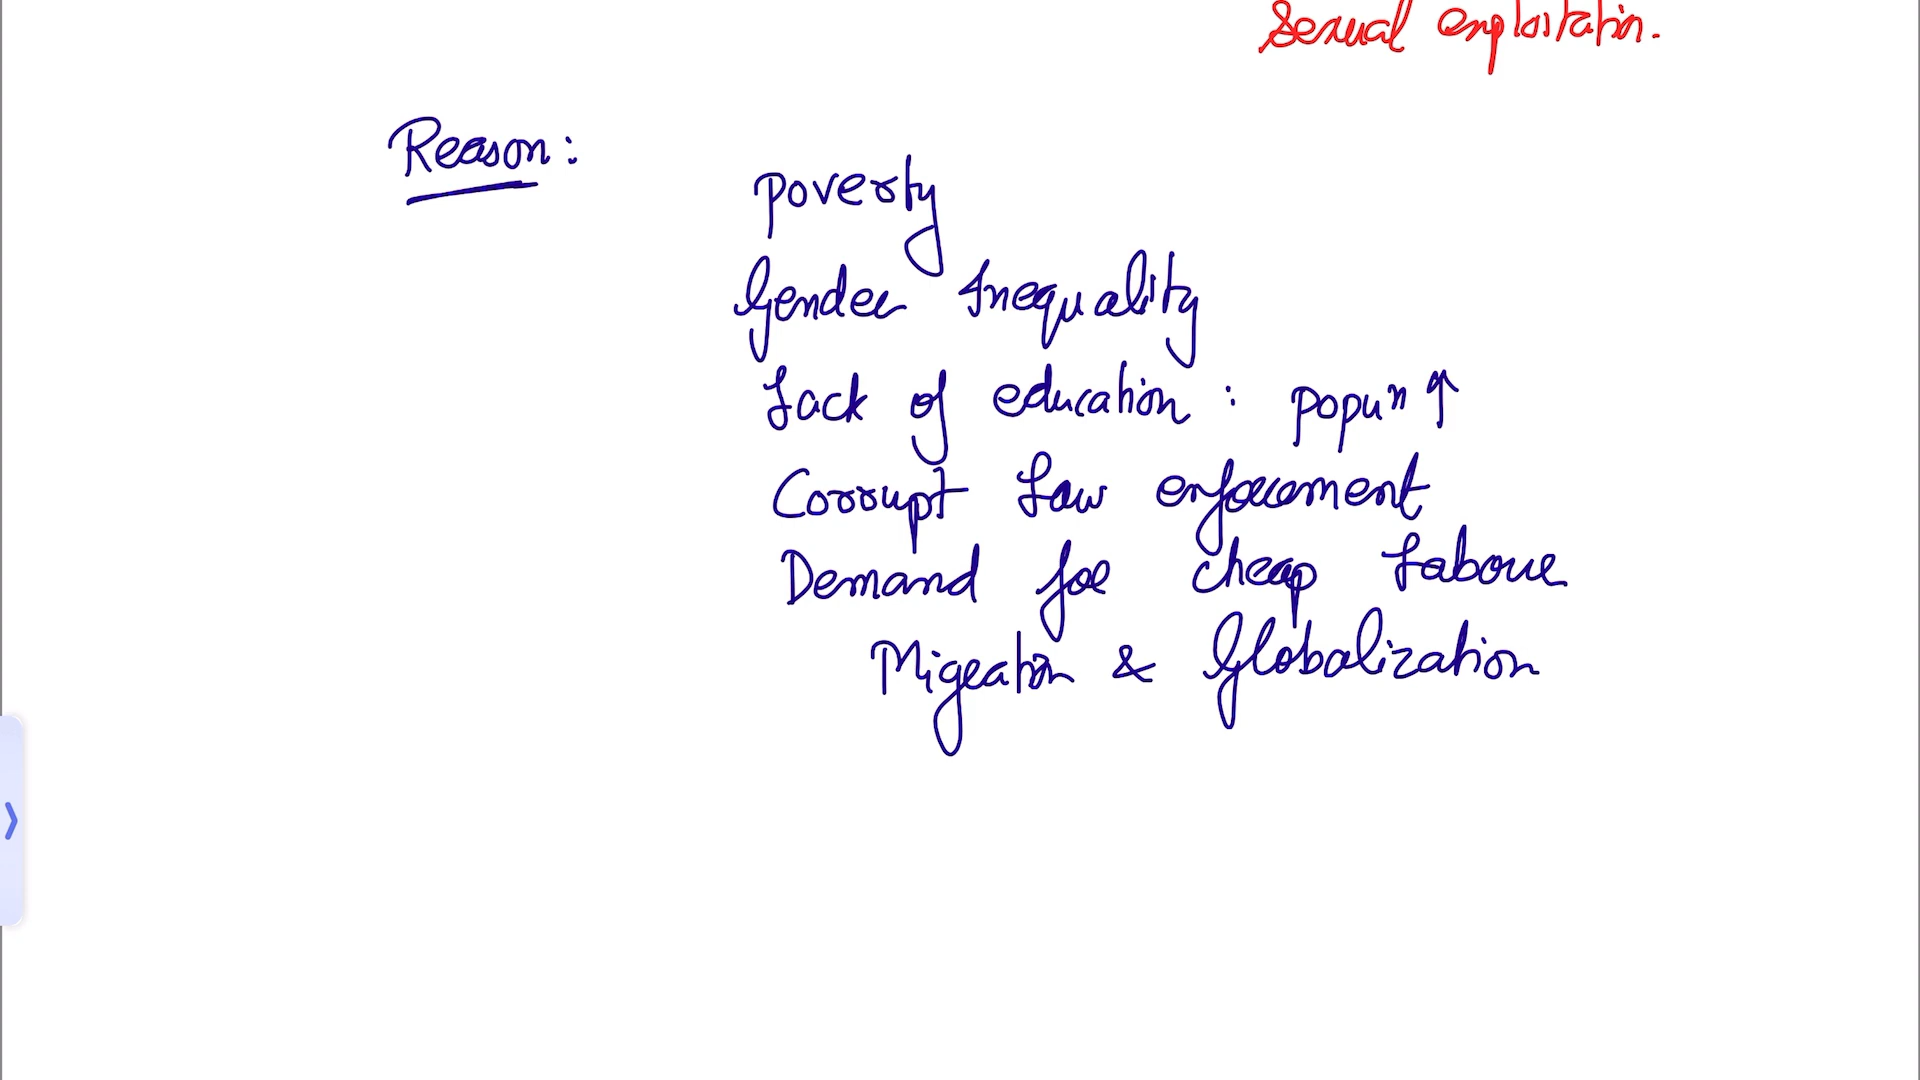 Sexual exploitation.
Reason:
Poverty
Gender Inequality
Lack of education : Popuⁿ ↑
Corrupt Law enforcement
Demand for cheap Labour
Migration & Globalization